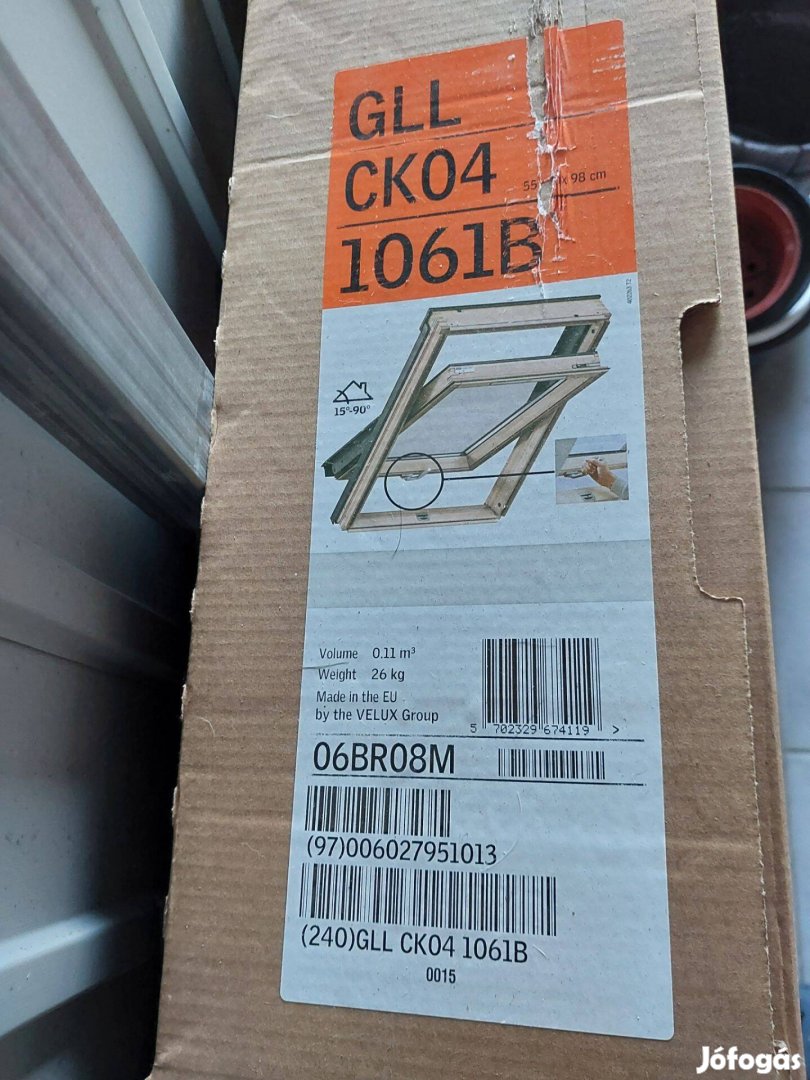 GLL
CK04
55 x 98 cm
1061B
15°-90°
Volume 0.11 m³
Weight 26 kg
Made in the EU
by the VELUX Group
5 702329 674119 >
06BR08M
(97)006027951013
(240)GLL CK04 1061B
0015
Jófogás